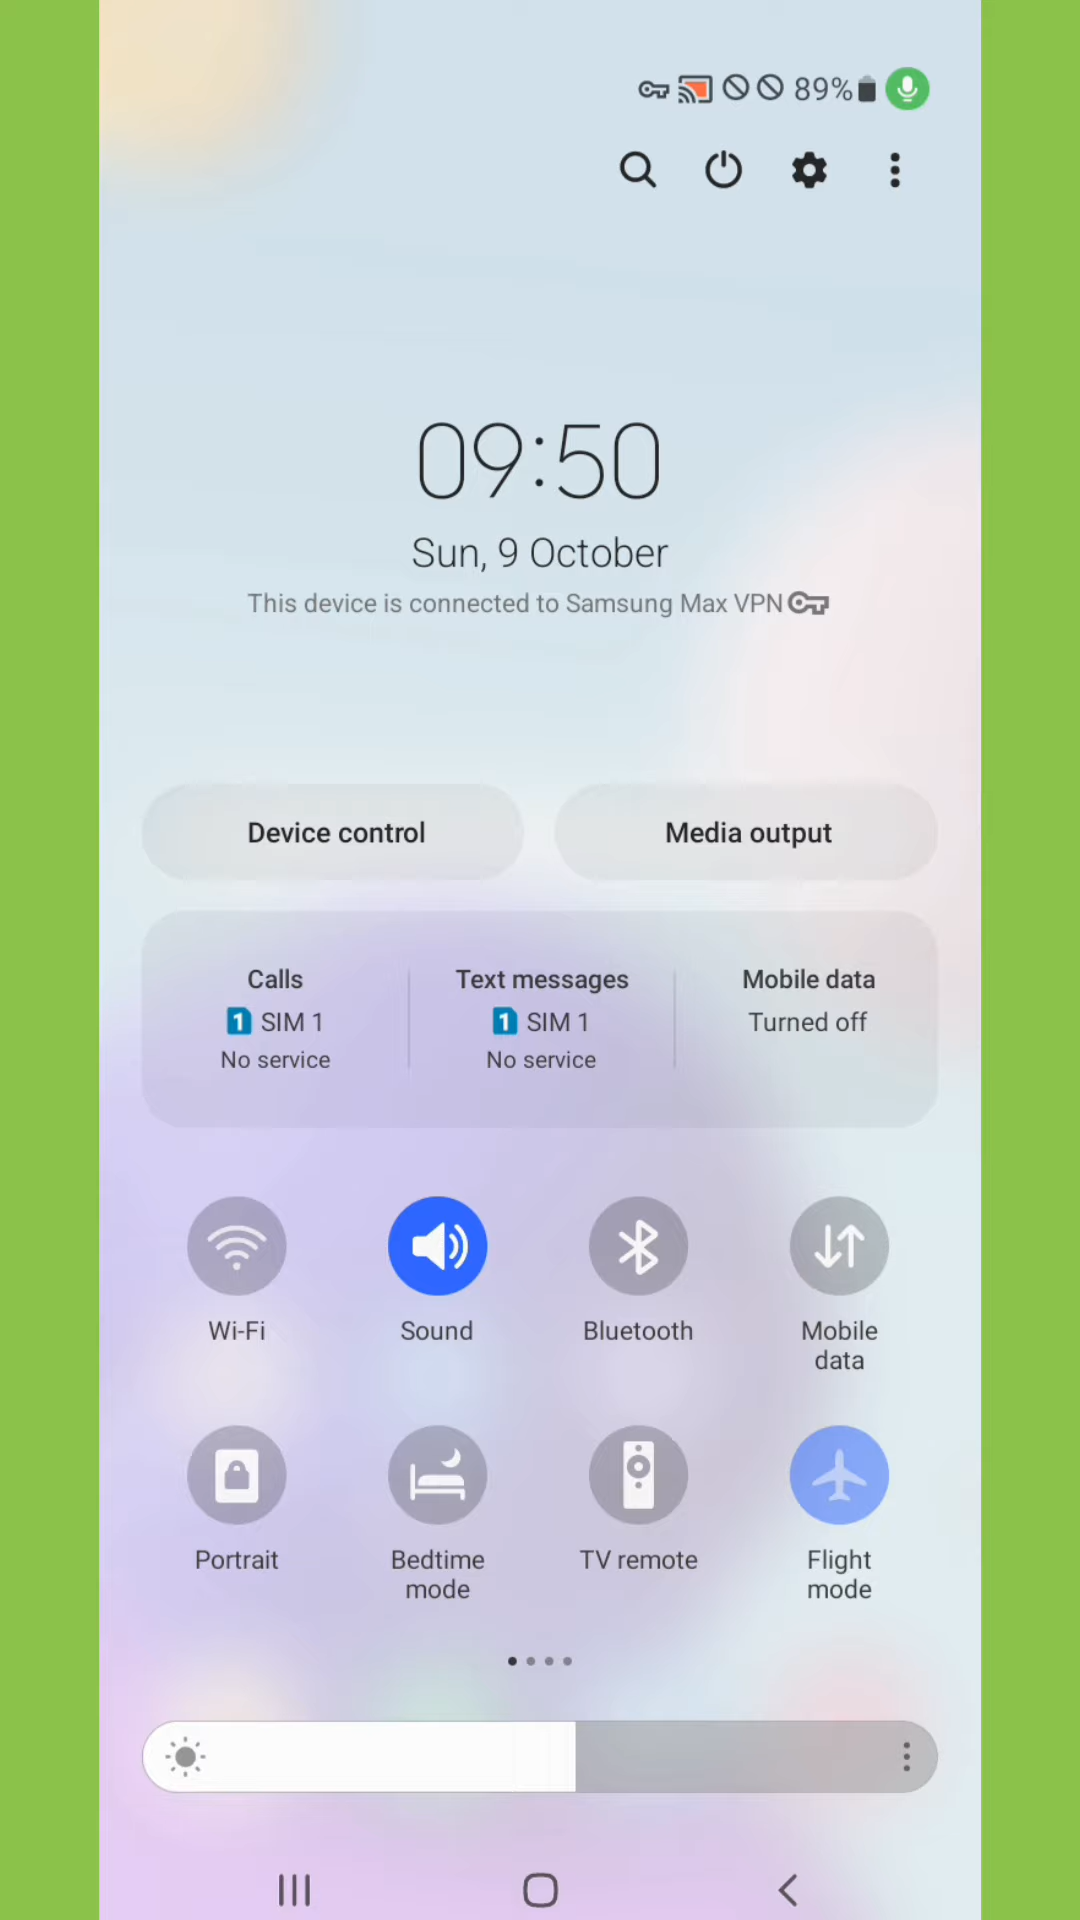 89%
09:50
Sun, 9 October
This device is connected to Samsung Max VPN
Device control
Media output
Calls
1 SIM 1
No service
Text messages
1 SIM 1
No service
Mobile data
Turned off
Wi-Fi
Sound
Bluetooth
Mobile
data
Portrait
Bedtime
mode
TV remote
Flight
mode